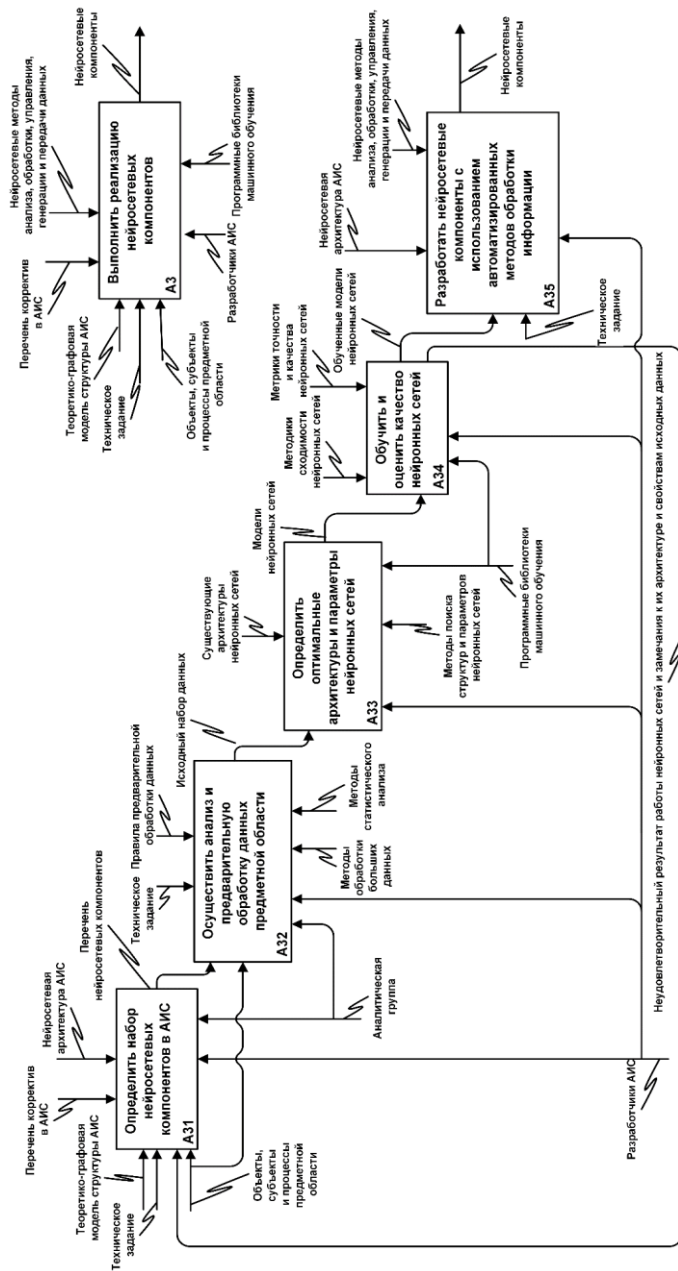 Перечень корректив
в АИС
Нейросетевые методы
анализа, обработки, управления,
генерации и передачи данных
Теоретико-графовая
модель структуры АИС
Техническое
задание
Объекты, субъекты
и процессы предметной
области
Выполнить реализацию
нейросетевых
компонентов
А3
Нейросетевые
компоненты
Разработчики АИС
Программные библиотеки
машинного обучения
Перечень корректив
в АИС
Нейросетевая
архитектура АИС
Теоретико-графовая
модель структуры АИС
Техническое
задание
Объекты,
субъекты
и процессы
предметной
области
Определить набор
нейросетевых
компонентов в АИС
А31
Перечень
нейросетевых компонентов
Техническое
задание
Правила предварительной
обработки данных
Осуществить анализ и
предварительную
обработку данных
предметной области
А32
Исходный набор данных
Аналитическая
группа
Методы
обработки
больших
данных
Методы
статистического
анализа
Существующие
архитектуры
нейронных сетей
Определить
оптимальные
архитектуры и параметры
нейронных сетей
А33
Модели
нейронных сетей
Методы поиска
структур и параметров
нейронных сетей
Программные библиотеки
машинного обучения
Методики
сходимости
нейронных сетей
Метрики точности
и качества
нейронных сетей
Обучить и
оценить качество
нейронных сетей
А34
Обученные модели
нейронных сетей
Нейросетевая
архитектура АИС
Нейросетевые методы
анализа, обработки, управления,
генерации и передачи данных
Разработать нейросетевые
компоненты с
использованием
автоматизированных
методов обработки
информации
А35
Нейросетевые
компоненты
Техническое
задание
Разработчики АИС
Неудовлетворительный результат работы нейронных сетей и замечания к их архитектуре и свойствам исходных данных